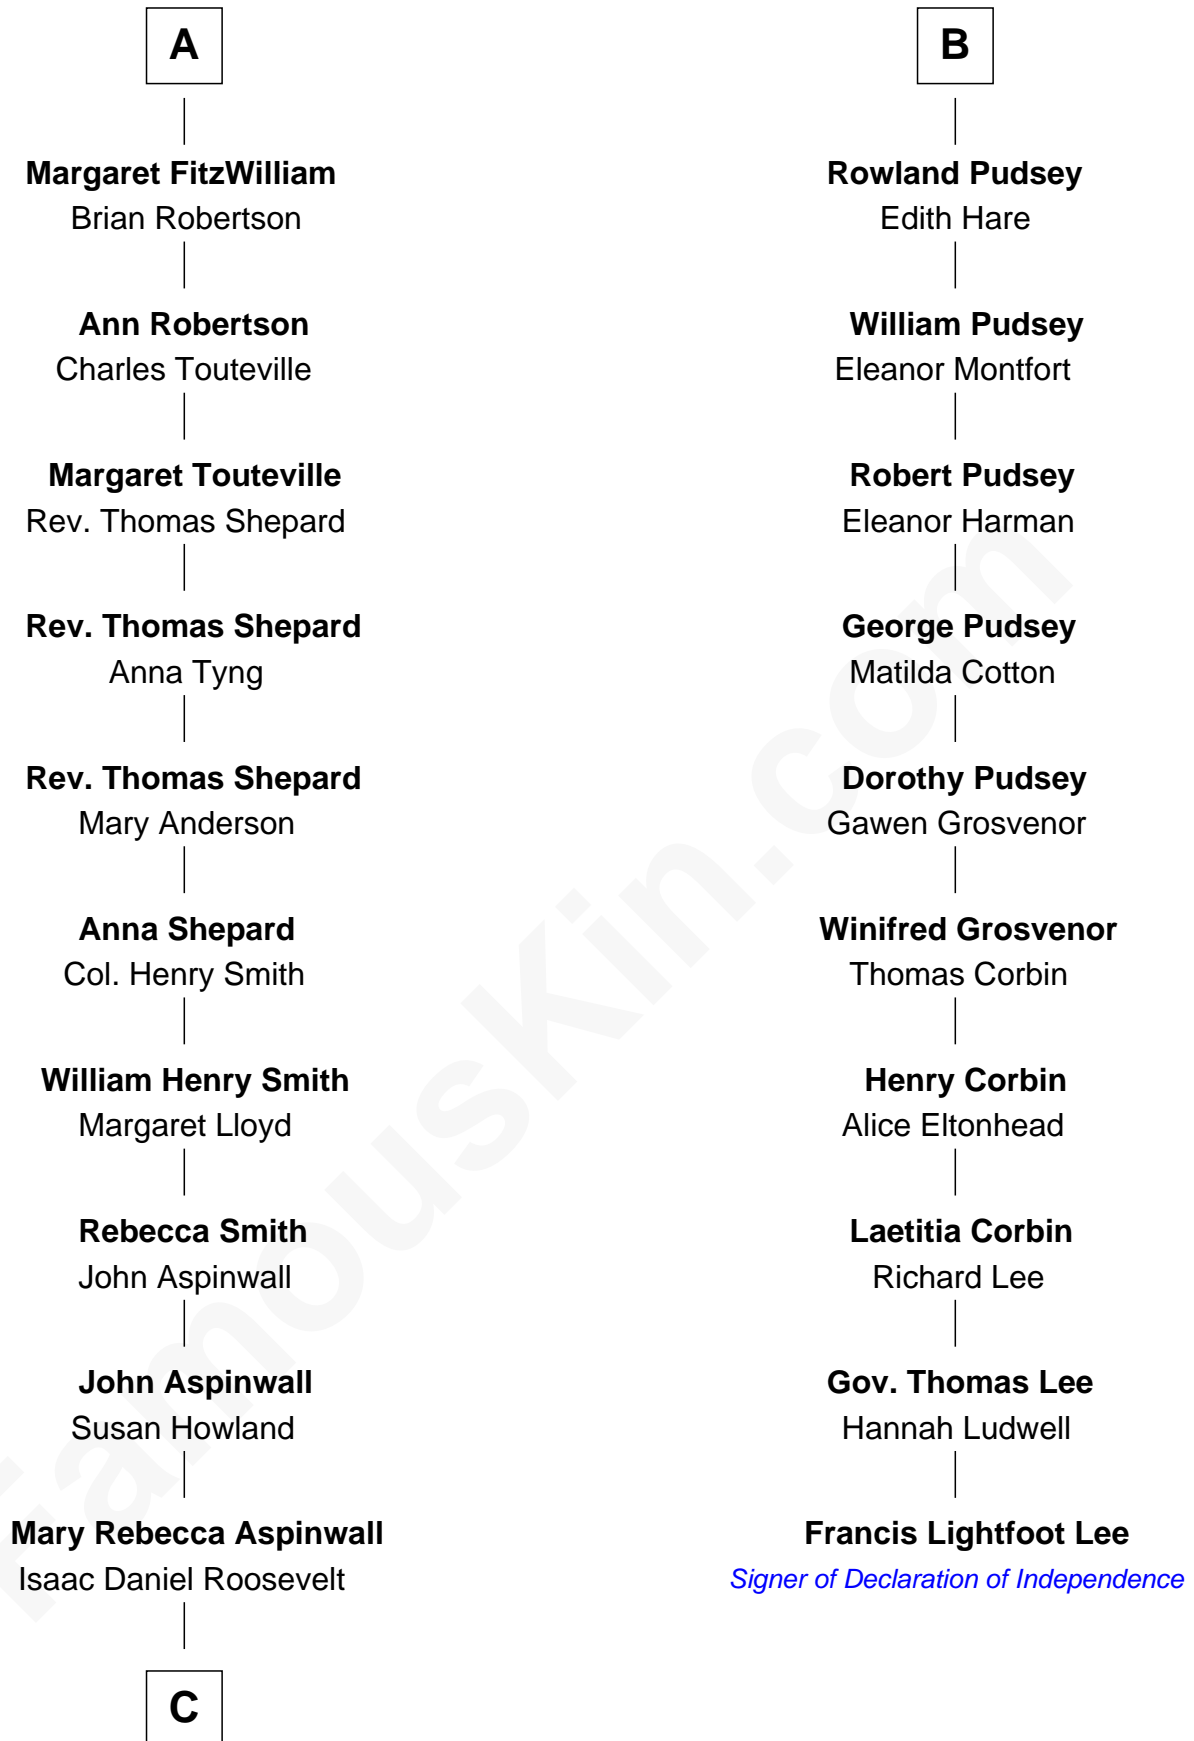 A
Margaret FitzWilliam
Brian Robertson
Ann Robertson
Charles Touteville
Margaret Touteville
Rev. Thomas Shepard
Rev. Thomas Shepard
Anna Tyng
Rev. Thomas Shepard
Mary Anderson
Anna Shepard
Col. Henry Smith
William Henry Smith
Margaret Lloyd
Rebecca Smith
John Aspinwall
John Aspinwall
Susan Howland
Mary Rebecca Aspinwall
Isaac Daniel Roosevelt
C
B
Rowland Pudsey
Edith Hare
William Pudsey
Eleanor Montfort
Robert Pudsey
Eleanor Harman
George Pudsey
Matilda Cotton
Dorothy Pudsey
Gawen Grosvenor
Winifred Grosvenor
Thomas Corbin
Henry Corbin
Alice Eltonhead
Laetitia Corbin
Richard Lee
Gov. Thomas Lee
Hannah Ludwell
Francis Lightfoot Lee
Signer of Declaration of Independence
FamousKin.com